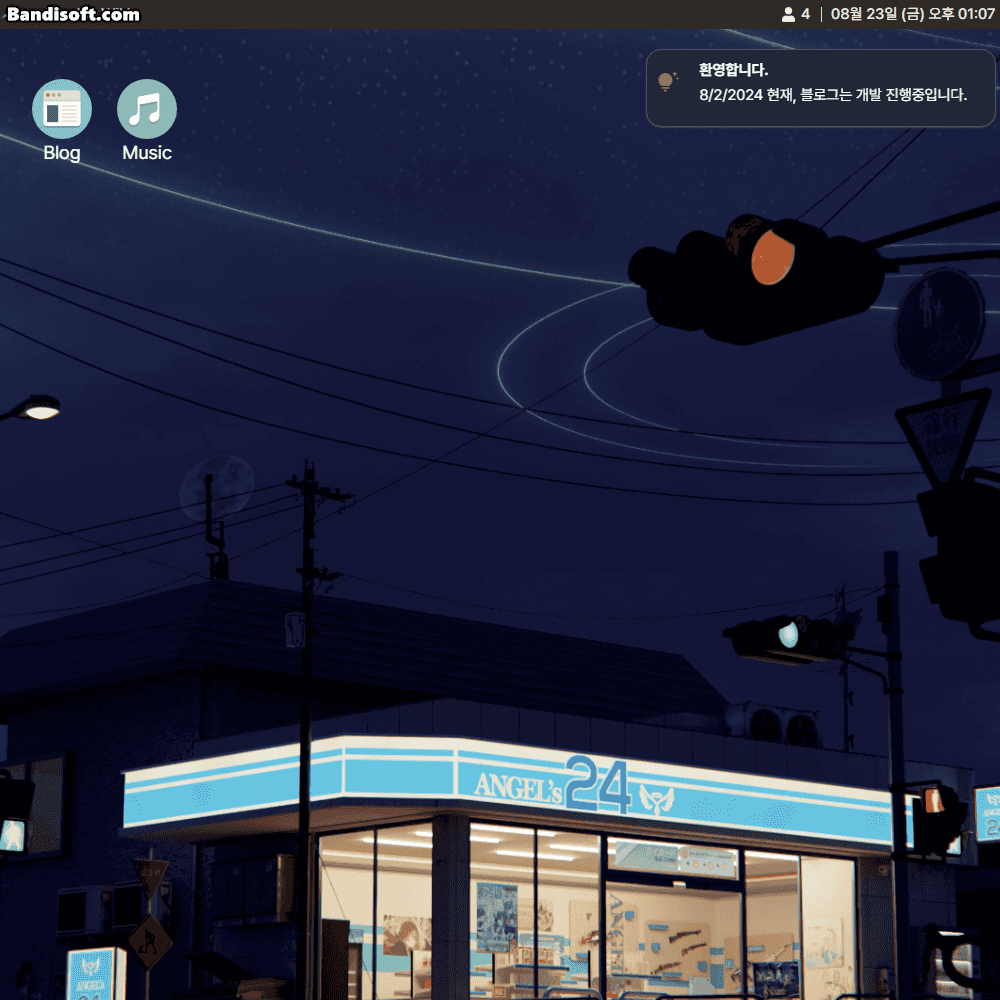 Bandisoft.com
4 | 08월 23일 (금) 오후 01:07
환영합니다.
8/2/2024 현재, 블로그는 개발 진행중입니다.
Blog
Music
ANGEL's 24
ANGEL's